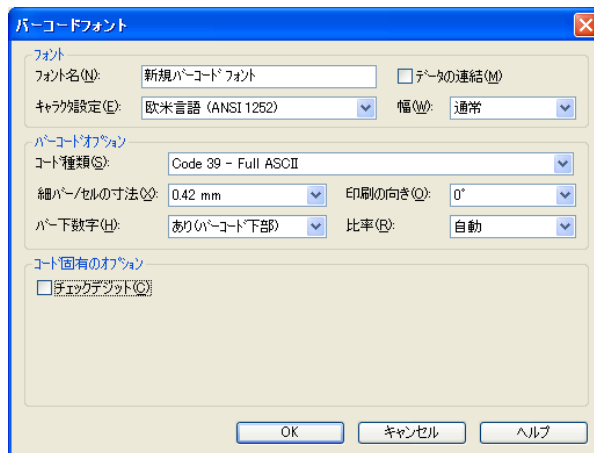 バーコードフォント
フォント
フォント名(N): 新規バーコード フォント データの連結(M)
キャラクタ設定(E): 欧米言語 (ANSI 1252) 幅(W): 通常
バーコードオプション
コード種類(S): Code 39 - Full ASCII
細バー/セルの寸法(X): 0.42 mm 印刷の向き(O): 0°
バー下数字(H): あり(バーコード下部) 比率(R): 自動
コード固有のオプション
チェックデジット(C)
OK キャンセル ヘルプ